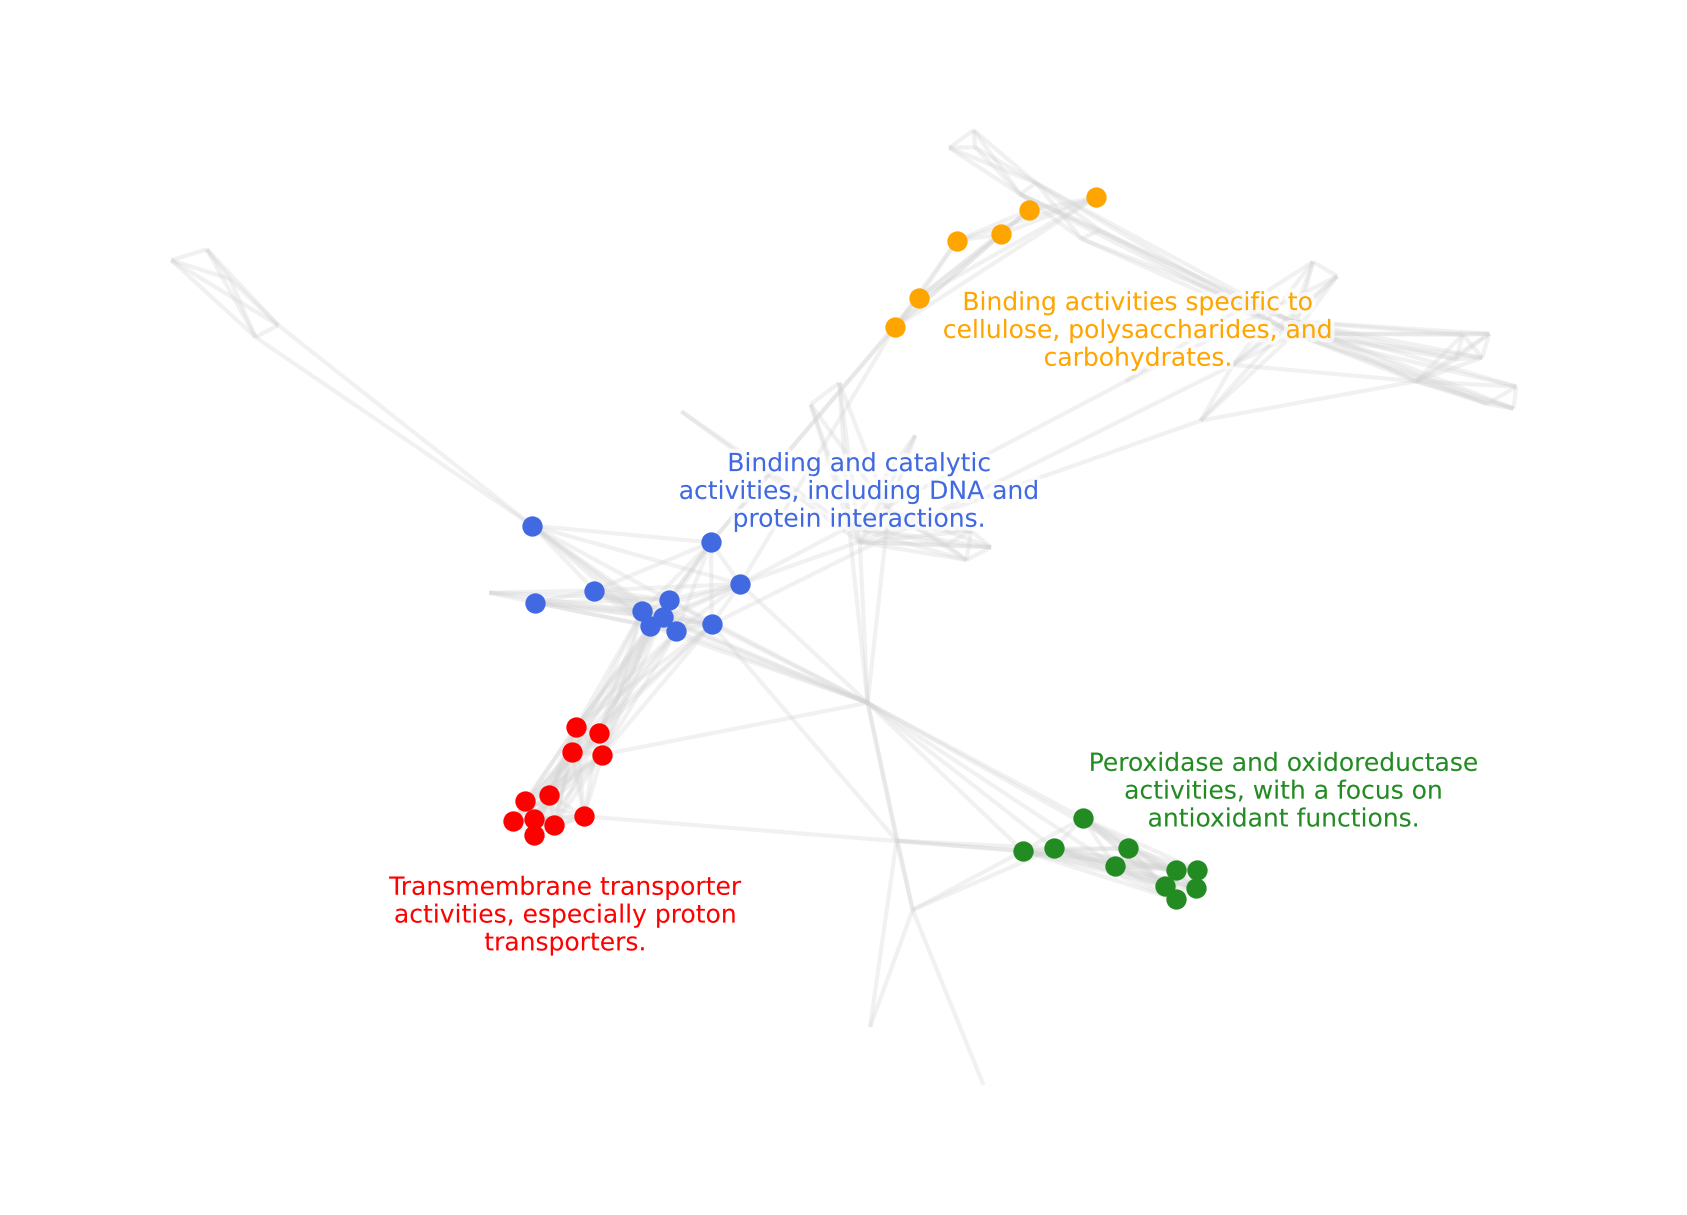 Binding activities specific to
cellulose, polysaccharides, and
carbohydrates.
Binding and catalytic
activities, including DNA and
protein interactions.
Peroxidase and oxidoreductase
activities, with a focus on
antioxidant functions.
Transmembrane transporter
activities, especially proton
transporters.